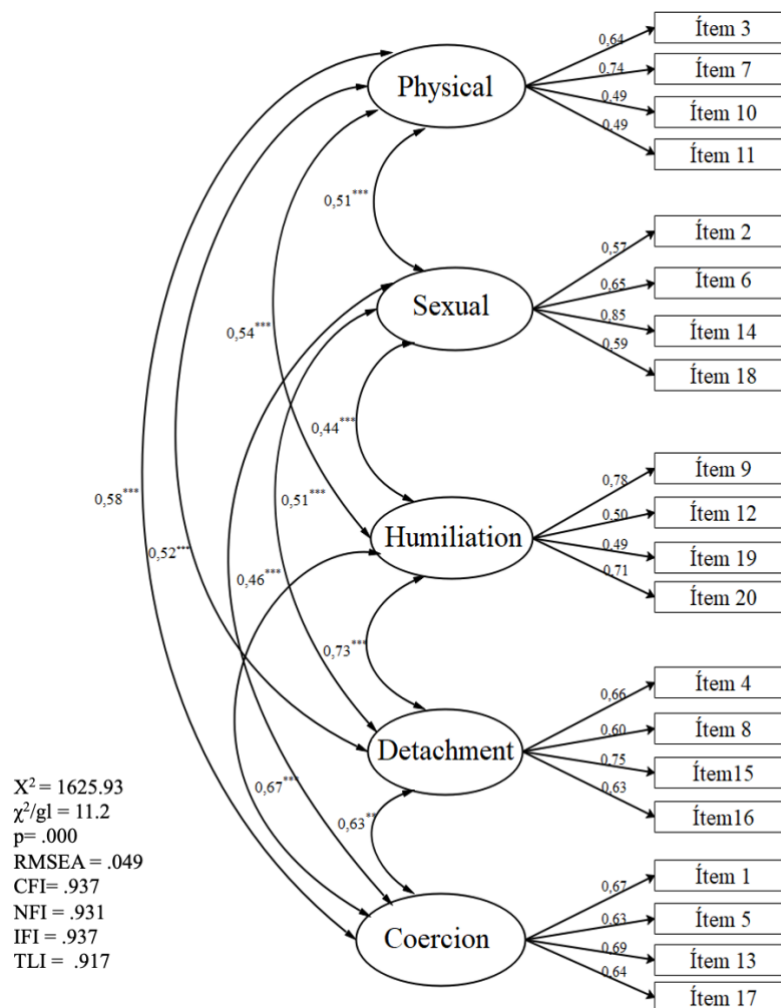 0,64
Ítem 3
Physical
0,74
Ítem 7
0,49
Ítem 10
0,49
Ítem 11
0,51***
0,57
Ítem 2
0,65
Ítem 6
Sexual
0,85
Ítem 14
0,59
Ítem 18
0,54***
0,44***
0,78
Ítem 9
0,58***
0,51***
0,50
Ítem 12
Humiliation
0,52***
0,49
Ítem 19
0,46***
0,71
Ítem 20
0,73***
0,66
Ítem 4
0,60
Ítem 8
Detachment
0,75
Ítem15
0,63
Ítem16
0,67***
0,63**
X² = 1625.93
χ²/gl = 11.2
p= .000
RMSEA = .049
CFI= .937
NFI = .931
IFI = .937
TLI = .917
0,67
Ítem 1
0,63
Ítem 5
Coercion
0,69
Ítem 13
0,64
Ítem 17